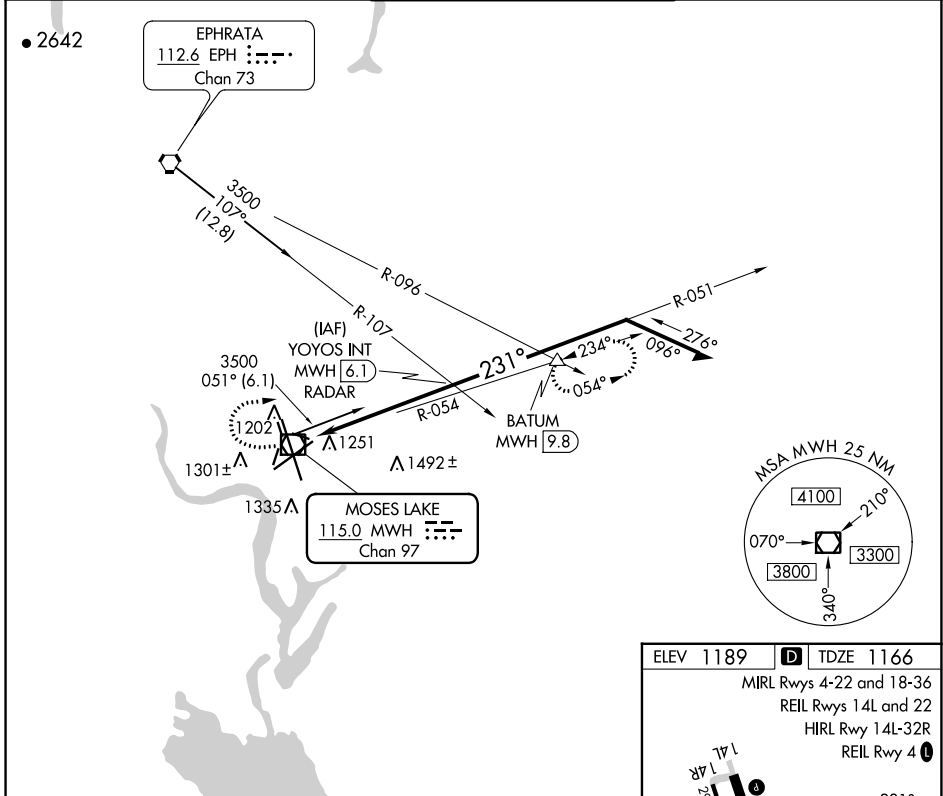 2642
EPHRATA
112.6 EPH
Chan 73
3500
107°
(12.8)
R-096
R-107
R-051
276°
096°
234°
054°
231°
(IAF)
YOYOS INT
MWH 6.1
RADAR
3500
051° (6.1)
R-054
BATUM
MWH 9.8
1202
1251
1301±
1492±
1335
MOSES LAKE
115.0 MWH
Chan 97
MSA MWH 25 NM
4100
210°
070°
3300
3800
340°
ELEV 1189 D TDZE 1166
MIRL Rwys 4-22 and 18-36
REIL Rwys 14L and 22
HIRL Rwy 14L-32R
REIL Rwy 4 L
14L
14R
P